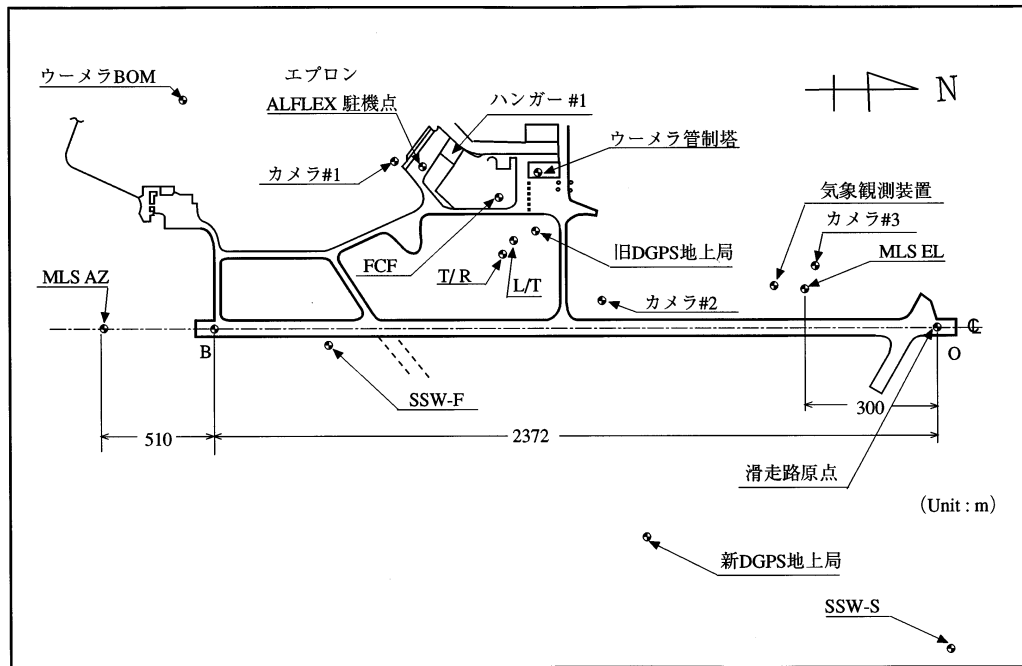 ウーメラBOM
エプロン
ALFLEX 駐機点
ハンガー #1
N
ウーメラ管制塔
カメラ#1
気象観測装置
カメラ#3
旧DGPS地上局
MLS EL
FCF
T/ R
L/T
MLS AZ
カメラ#2
℄
B
O
SSW-F
300
510
2372
滑走路原点
(Unit : m)
新DGPS地上局
SSW-S